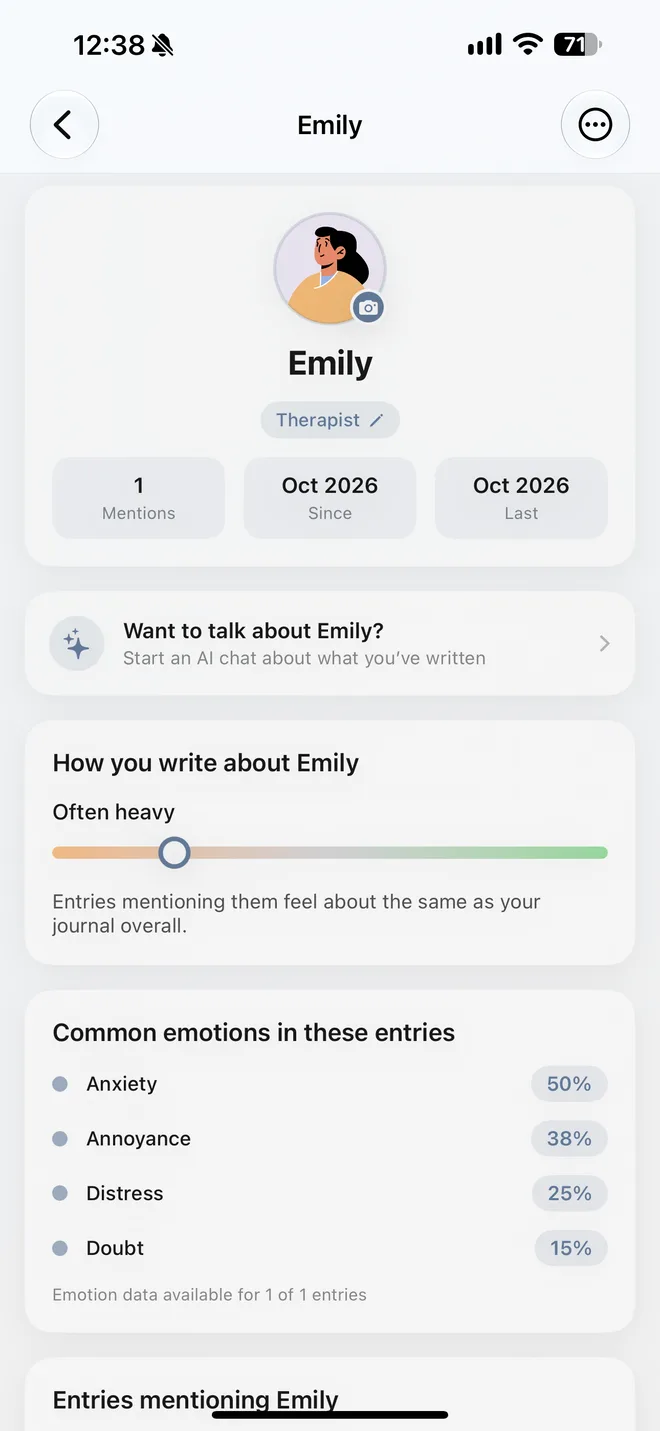 12:38
71
Emily
Emily
Therapist
1
Mentions
Oct 2026
Since
Oct 2026
Last
Want to talk about Emily?
Start an AI chat about what you’ve written
How you write about Emily
Often heavy
Entries mentioning them feel about the same as your
journal overall.
Common emotions in these entries
Anxiety 50%
Annoyance 38%
Distress 25%
Doubt 15%
Emotion data available for 1 of 1 entries
Entries mentioning Emily